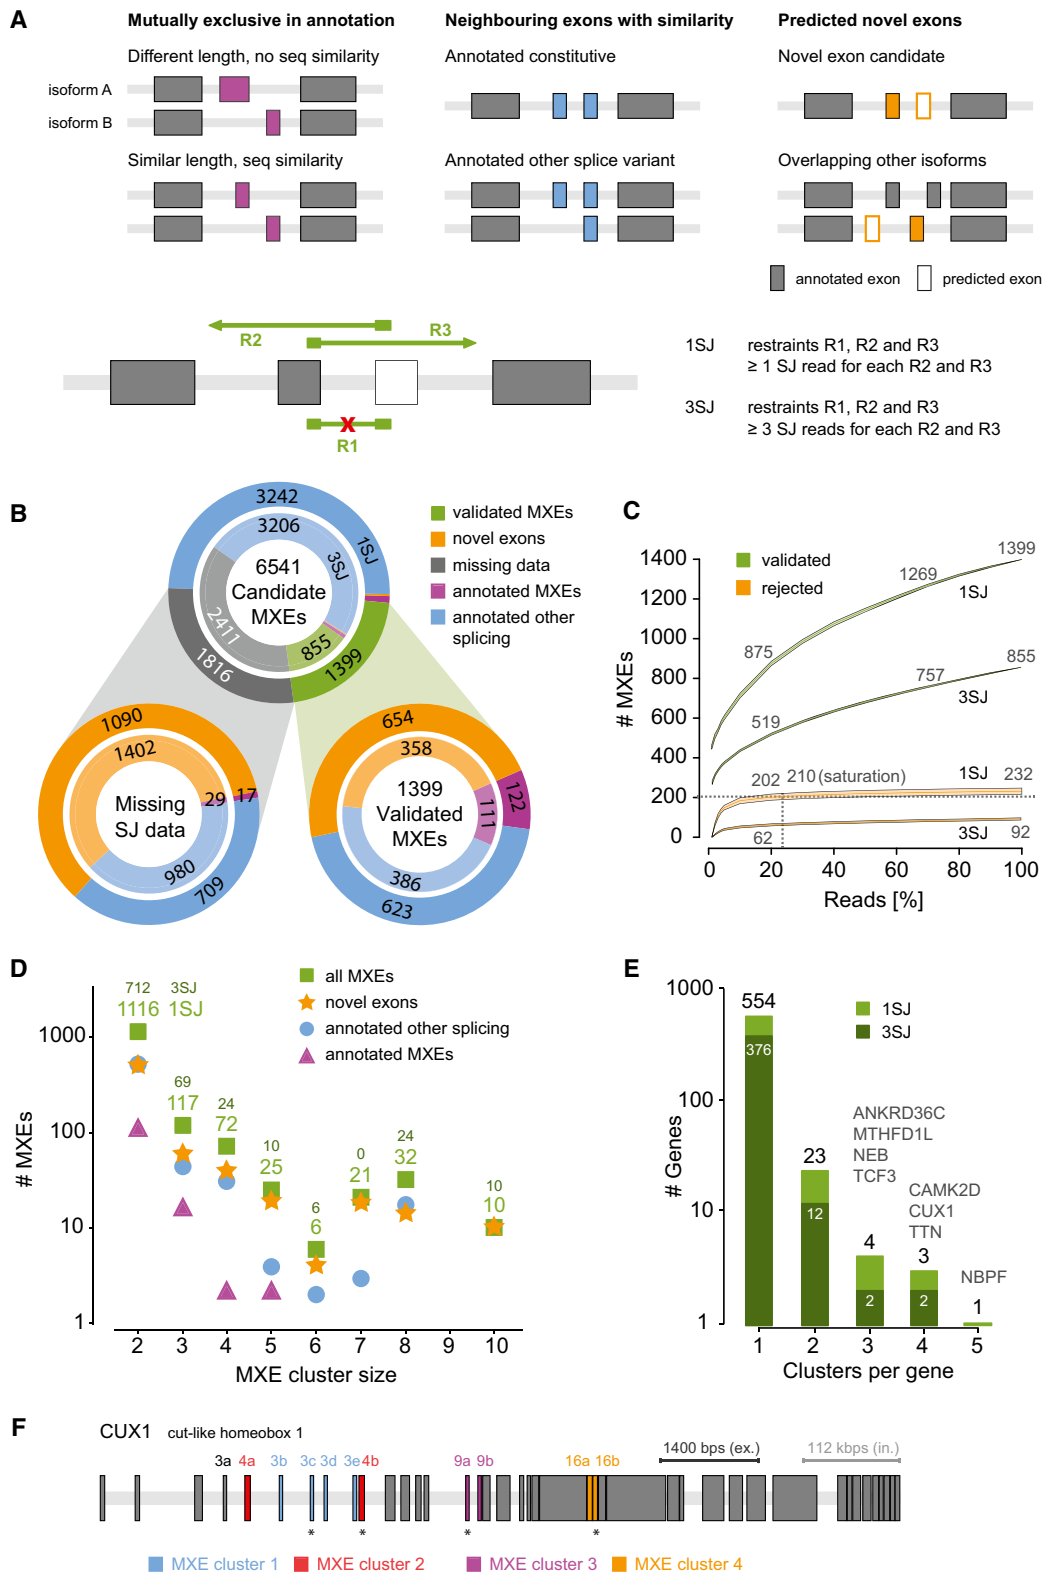 A
Mutually exclusive in annotation
Neighbouring exons with similarity
Predicted novel exons
Different length, no seq similarity
Annotated constitutive
Novel exon candidate
isoform A
isoform B
Similar length, seq similarity
Annotated other splice variant
Overlapping other isoforms
annotated exon
predicted exon
R2
R3
R1
X
1SJ
restraints R1, R2 and R3
≥ 1 SJ read for each R2 and R3
3SJ
restraints R1, R2 and R3
≥ 3 SJ reads for each R2 and R3
B
3242
3206
1SJ
3SJ
6541
Candidate
MXEs
2411
855
1816
1399
validated MXEs
novel exons
missing data
annotated MXEs
annotated other
splicing
1090
1402
Missing
SJ data
29
17
980
709
654
358
1399
Validated
MXEs
122
111
386
623
C
validated
rejected
# MXEs
1400
1200
1000
800
600
400
200
0
1399
1269
1SJ
875
855
757
3SJ
519
202
210 (saturation)
1SJ
232
62
3SJ
92
0
20
40
60
80
100
Reads [%]
D
all MXEs
novel exons
annotated other splicing
annotated MXEs
# MXEs
1000
100
10
1
712
3SJ
1116
1SJ
69
117
24
72
10
25
6
6
0
21
24
32
10
10
2
3
4
5
6
7
8
9
10
MXE cluster size
E
1SJ
3SJ
# Genes
1000
100
10
1
554
376
23
12
ANKRD36C
MTHFD1L
NEB
TCF3
4
2
CAMK2D
CUX1
TTN
3
2
NBPF
1
1
2
3
4
5
Clusters per gene
F
CUX1 cut-like homeobox 1
1400 bps (ex.)
112 kbps (in.)
3a
4a
3b
3c
3d
3e
4b
9a
9b
16a
16b
*
*
*
*
MXE cluster 1
MXE cluster 2
MXE cluster 3
MXE cluster 4